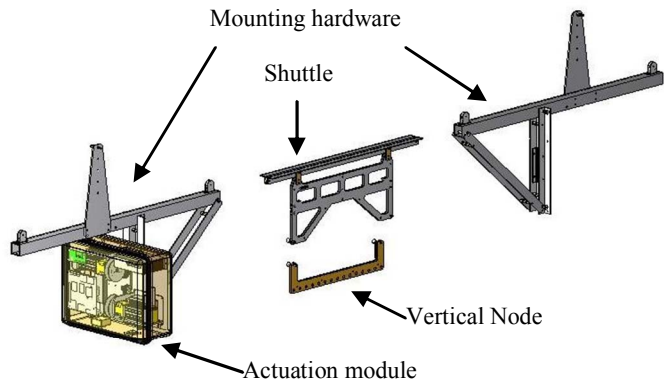 Mounting hardware
Shuttle
Vertical Node
Actuation module